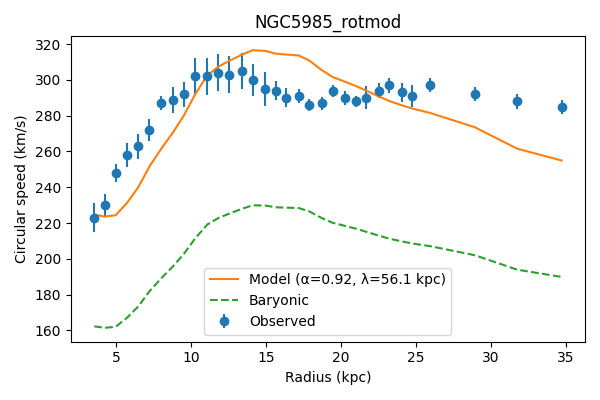 NGC5985_rotmod
Circular speed (km/s)
320
300
280
260
240
220
200
180
160
Model (α=0.92, λ=56.1 kpc)
Baryonic
Observed
5
10
15
20
25
30
35
Radius (kpc)